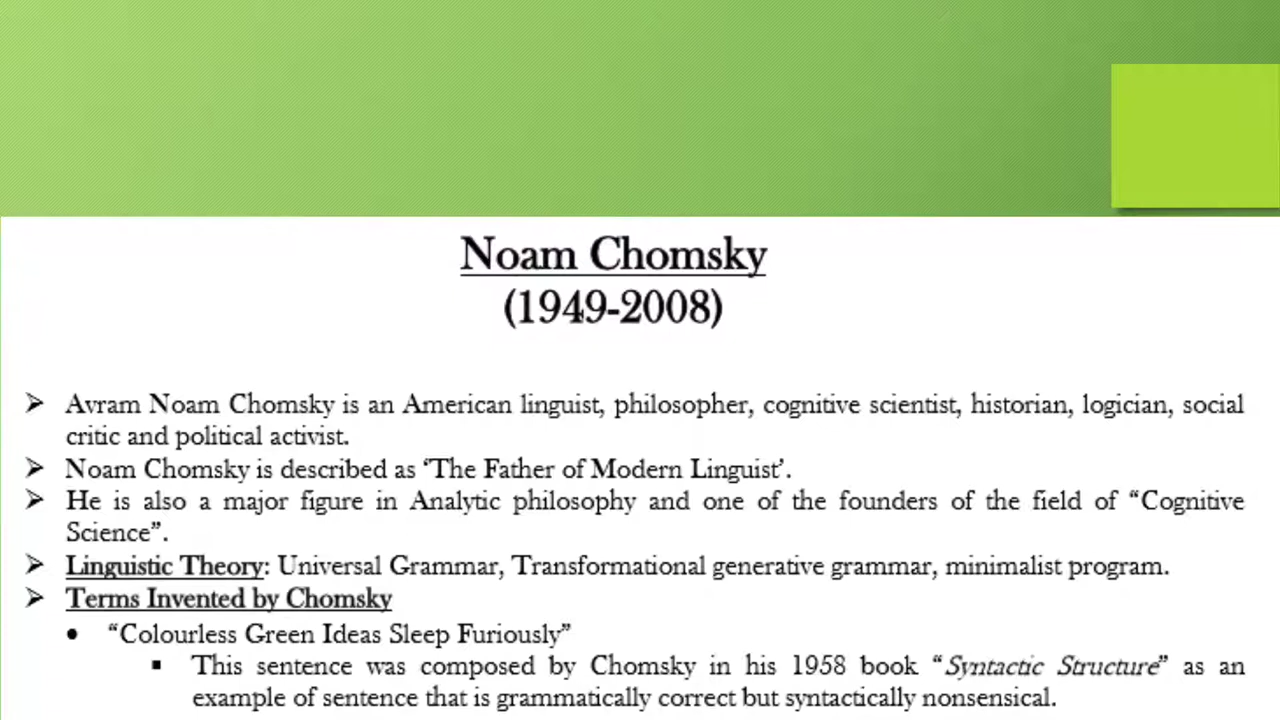 Noam Chomsky
(1949-2008)
➢ Avram Noam Chomsky is an American linguist, philosopher, cognitive scientist, historian, logician, social
critic and political activist.
➢ Noam Chomsky is described as ‘The Father of Modern Linguist’.
➢ He is also a major figure in Analytic philosophy and one of the founders of the field of “Cognitive
Science”.
➢ Linguistic Theory: Universal Grammar, Transformational generative grammar, minimalist program.
➢ Terms Invented by Chomsky
• “Colourless Green Ideas Sleep Furiously”
▪ This sentence was composed by Chomsky in his 1958 book “Syntactic Structure” as an
example of sentence that is grammatically correct but syntactically nonsensical.